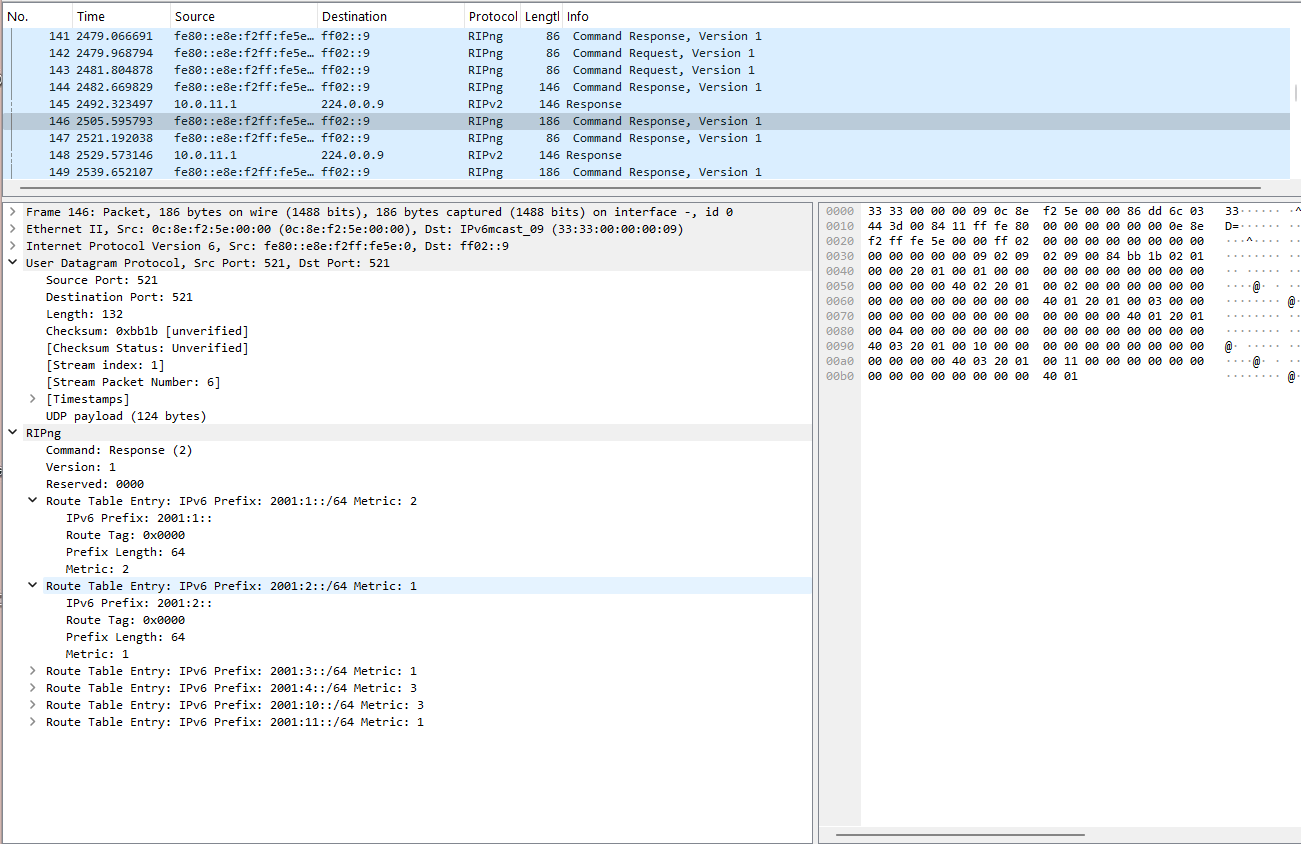 No. Time Source Destination Protocol Lengtl Info
141 2479.066691 fe80::e8e:f2ff:fe5e… ff02::9 RIPng 86 Command Response, Version 1
142 2479.968794 fe80::e8e:f2ff:fe5e… ff02::9 RIPng 86 Command Request, Version 1
143 2481.804878 fe80::e8e:f2ff:fe5e… ff02::9 RIPng 86 Command Request, Version 1
144 2482.669829 fe80::e8e:f2ff:fe5e… ff02::9 RIPng 146 Command Response, Version 1
145 2492.323497 10.0.11.1 224.0.0.9 RIPv2 146 Response
146 2505.595793 fe80::e8e:f2ff:fe5e… ff02::9 RIPng 186 Command Response, Version 1
147 2521.192038 fe80::e8e:f2ff:fe5e… ff02::9 RIPng 86 Command Response, Version 1
148 2529.573146 10.0.11.1 224.0.0.9 RIPv2 146 Response
149 2539.652107 fe80::e8e:f2ff:fe5e… ff02::9 RIPng 186 Command Response, Version 1
Frame 146: Packet, 186 bytes on wire (1488 bits), 186 bytes captured (1488 bits) on interface -, id 0
Ethernet II, Src: 0c:8e:f2:5e:00:00 (0c:8e:f2:5e:00:00), Dst: IPv6mcast_09 (33:33:00:00:00:09)
Internet Protocol Version 6, Src: fe80::e8e:f2ff:fe5e:0, Dst: ff02::9
User Datagram Protocol, Src Port: 521, Dst Port: 521
Source Port: 521
Destination Port: 521
Length: 132
Checksum: 0xbb1b [unverified]
[Checksum Status: Unverified]
[Stream index: 1]
[Stream Packet Number: 6]
[Timestamps]
UDP payload (124 bytes)
RIPng
Command: Response (2)
Version: 1
Reserved: 0000
Route Table Entry: IPv6 Prefix: 2001:1::/64 Metric: 2
IPv6 Prefix: 2001:1::
Route Tag: 0x0000
Prefix Length: 64
Metric: 2
Route Table Entry: IPv6 Prefix: 2001:2::/64 Metric: 1
IPv6 Prefix: 2001:2::
Route Tag: 0x0000
Prefix Length: 64
Metric: 1
Route Table Entry: IPv6 Prefix: 2001:3::/64 Metric: 1
Route Table Entry: IPv6 Prefix: 2001:4::/64 Metric: 3
Route Table Entry: IPv6 Prefix: 2001:10::/64 Metric: 3
Route Table Entry: IPv6 Prefix: 2001:11::/64 Metric: 1
0000 33 33 00 00 00 09 0c 8e f2 5e 00 00 86 dd 6c 03 33······ ·^
0010 44 3d 00 84 11 ff fe 80 00 00 00 00 00 00 0e 8e D=······ ··
0020 f2 ff fe 5e 00 00 ff 02 00 00 00 00 00 00 00 00 ···^···· ··
0030 00 00 00 00 00 09 02 09 02 09 00 84 bb 1b 02 01 ········ ··
0040 00 00 20 01 00 01 00 00 00 00 00 00 00 00 00 00 ·· ····· ··
0050 00 00 00 00 40 02 20 01 00 02 00 00 00 00 00 00 ····@· · ··
0060 00 00 00 00 00 00 00 00 40 01 20 01 00 03 00 00 ········ @·
0070 00 00 00 00 00 00 00 00 00 00 00 00 40 01 20 01 ········ ··
0080 00 04 00 00 00 00 00 00 00 00 00 00 00 00 00 00 ········ ··
0090 40 03 20 01 00 10 00 00 00 00 00 00 00 00 00 00 @· ····· ··
00a0 00 00 00 00 40 03 20 01 00 11 00 00 00 00 00 00 ····@· · ··
00b0 00 00 00 00 00 00 00 00 40 01 ········ @·